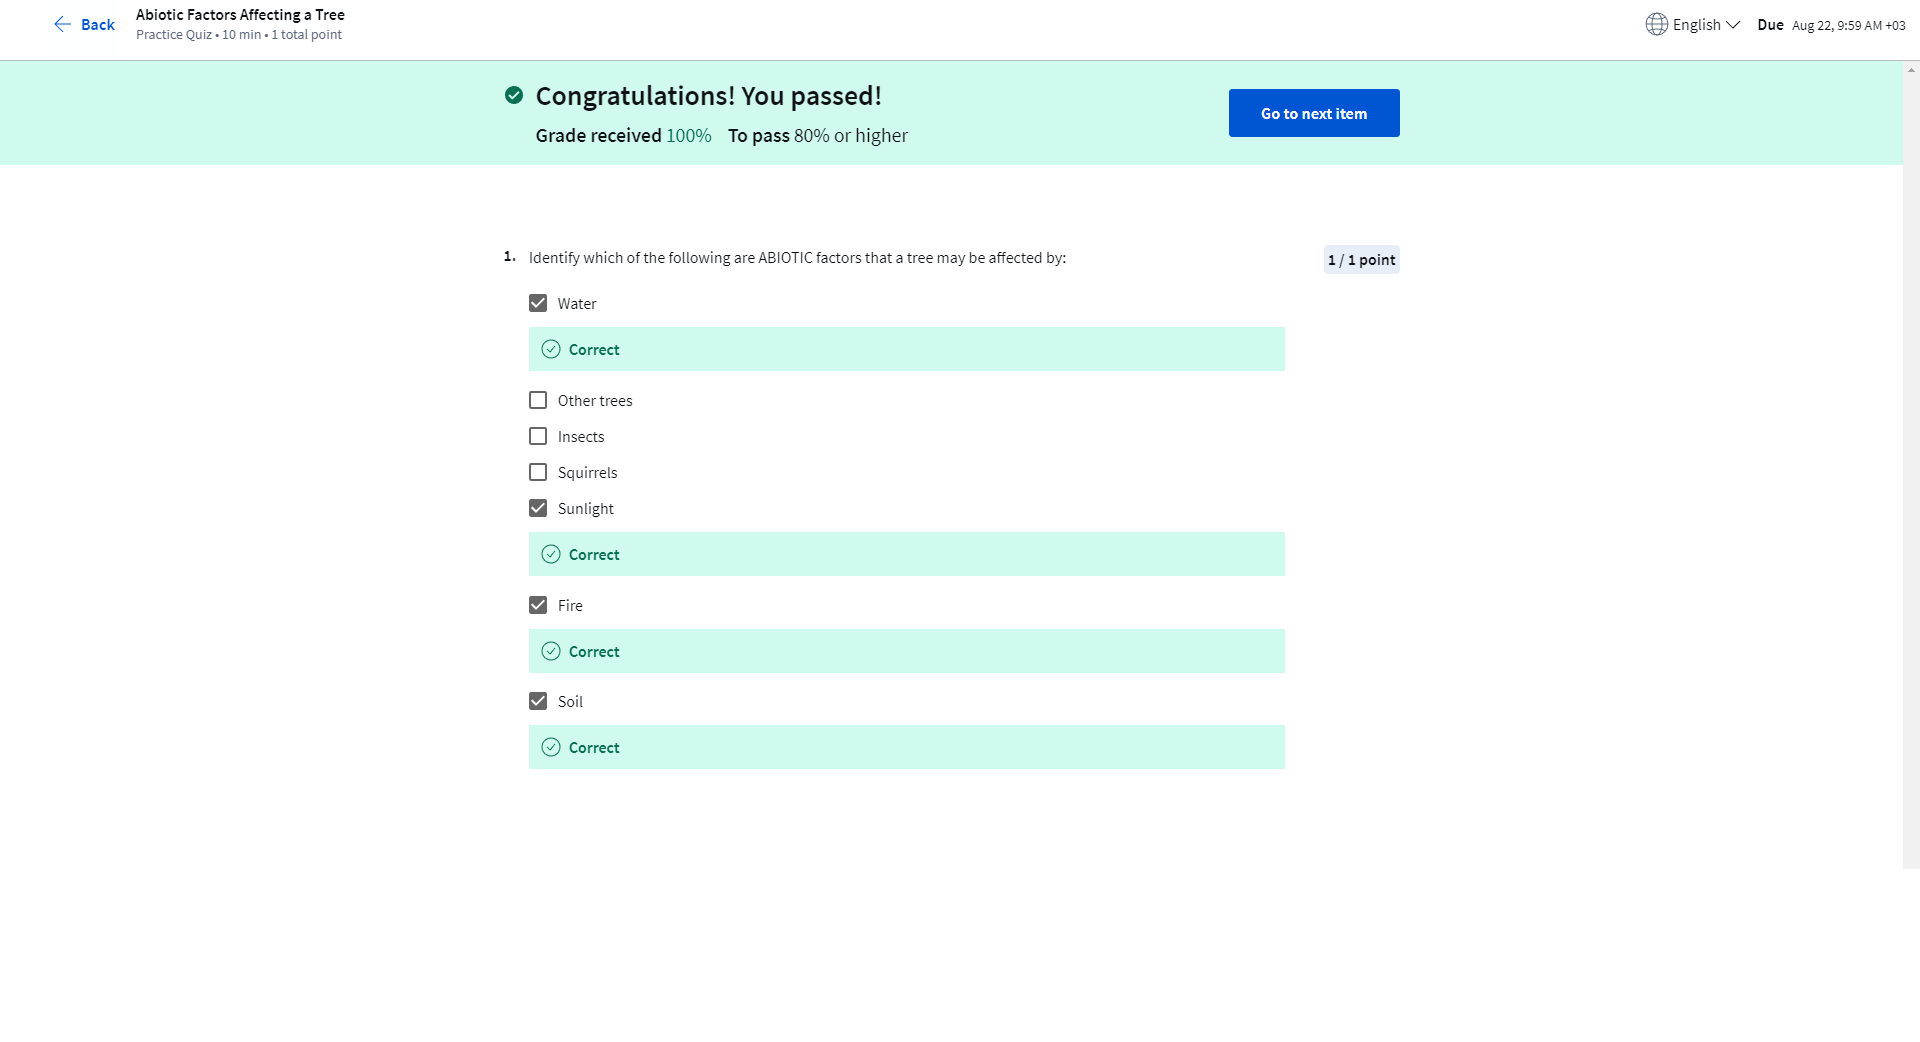 Back
Abiotic Factors Affecting a Tree
Practice Quiz • 10 min • 1 total point
English
Due Aug 22, 9:59 AM +03
Congratulations! You passed!
Grade received 100% To pass 80% or higher
Go to next item
1. Identify which of the following are ABIOTIC factors that a tree may be affected by:
1 / 1 point
Water
Correct
Other trees
Insects
Squirrels
Sunlight
Correct
Fire
Correct
Soil
Correct